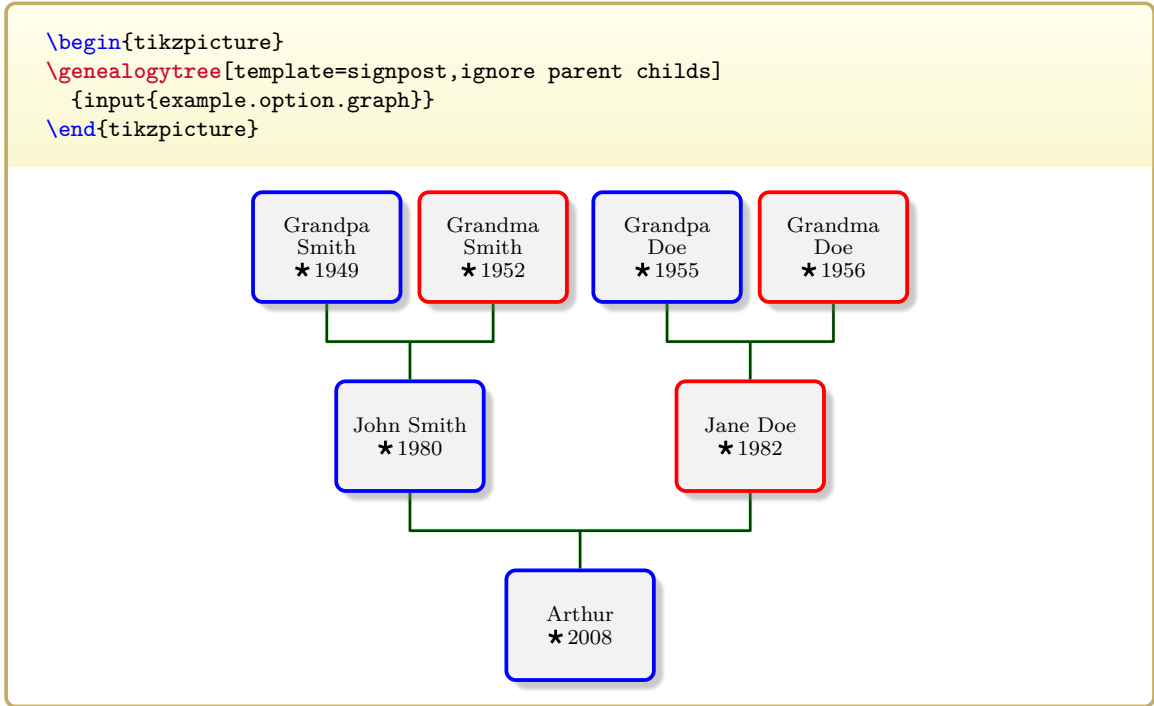 \begin{tikzpicture}
\genealogytree[template=signpost,ignore parent childs]
{input{example.option.graph}}
\end{tikzpicture}
Grandpa
Smith
★1949
Grandma
Smith
★1952
Grandpa
Doe
★1955
Grandma
Doe
★1956
John Smith
★1980
Jane Doe
★1982
Arthur
★2008